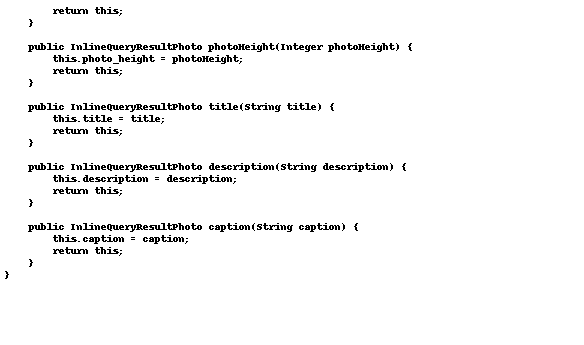 return this;
    }

    public InlineQueryResultPhoto photoHeight(Integer photoHeight) {
        this.photo_height = photoHeight;
        return this;
    }

    public InlineQueryResultPhoto title(String title) {
        this.title = title;
        return this;
    }

    public InlineQueryResultPhoto description(String description) {
        this.description = description;
        return this;
    }

    public InlineQueryResultPhoto caption(String caption) {
        this.caption = caption;
        return this;
    }
}